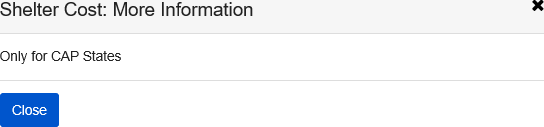 Shelter Cost: More Information
Only for CAP States
Close